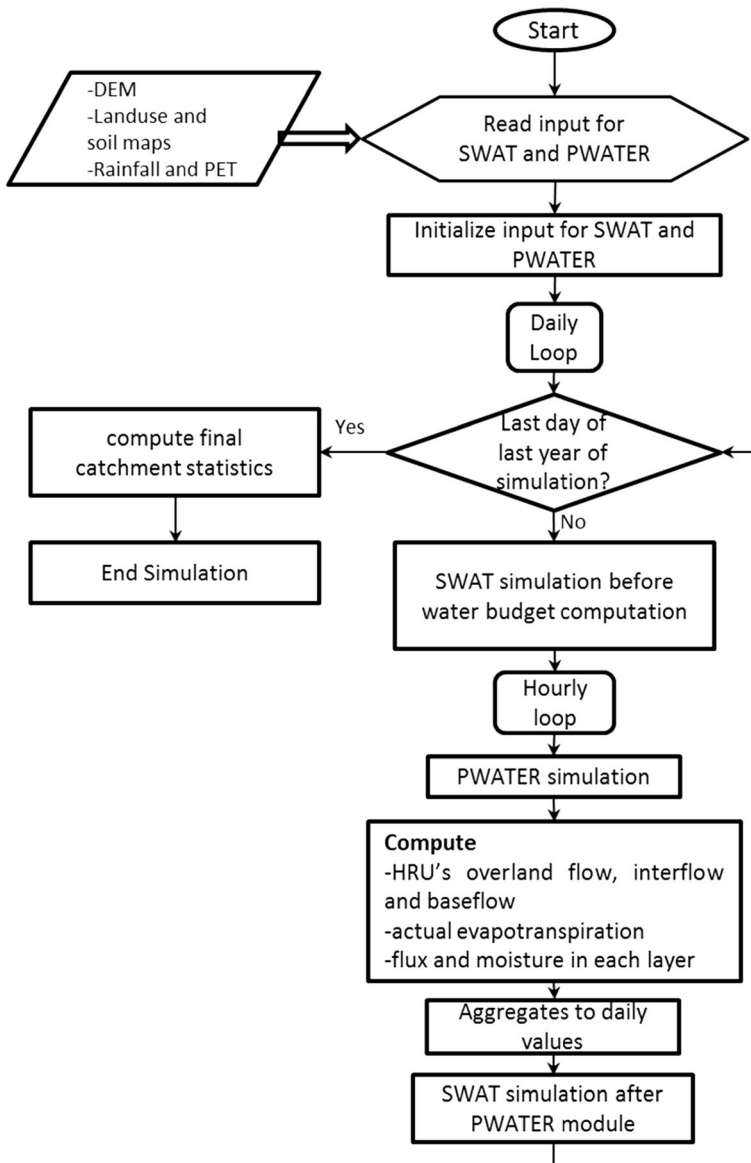 Start
-DEM
-Landuse and
soil maps
-Rainfall and PET
Read input for
SWAT and PWATER
Initialize input for SWAT and
PWATER
Daily
Loop
Last day of
last year of
simulation?
Yes
compute final
catchment statistics
End Simulation
No
SWAT simulation before
water budget computation
Hourly
loop
PWATER simulation
Compute
-HRU's overland flow, interflow
and baseflow
-actual evapotranspiration
-flux and moisture in each layer
Aggregates to daily
values
SWAT simulation after
PWATER module